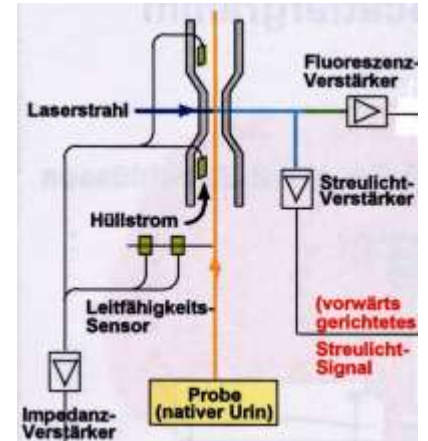 Fluoreszenz-
Verstärker
Laserstrahl
Streulicht-
Verstärker
Hüllstrom
Leitfähigkeits-
Sensor
(vorwärts
gerichtetes
Streulicht-
Signal
Probe
(nativer Urin)
Impedanz-
Verstärker